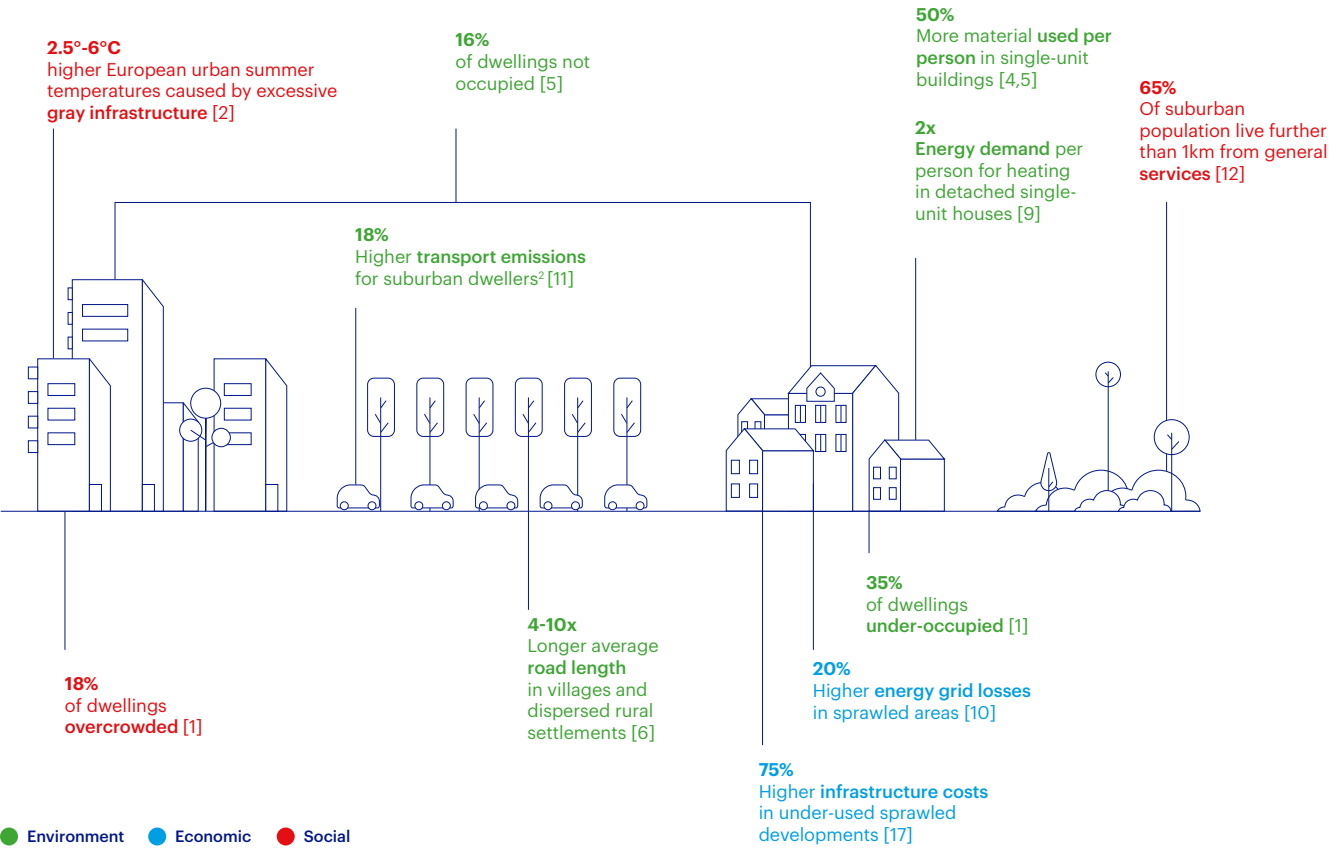 2.5°-6°C
higher European urban summer
temperatures caused by excessive
gray infrastructure [2]
16%
of dwellings not
occupied [5]
50%
More material used per
person in single-unit
buildings [4,5]
2x
Energy demand per
person for heating
in detached single-
unit houses [9]
65%
Of suburban
population live further
than 1km from general
services [12]
18%
Higher transport emissions
for suburban dwellers² [11]
18%
of dwellings
overcrowded [1]
4-10x
Longer average
road length
in villages and
dispersed rural
settlements [6]
35%
of dwellings
under-occupied [1]
20%
Higher energy grid losses
in sprawled areas [10]
75%
Higher infrastructure costs
in under-used sprawled
developments [17]
Environment
Economic
Social